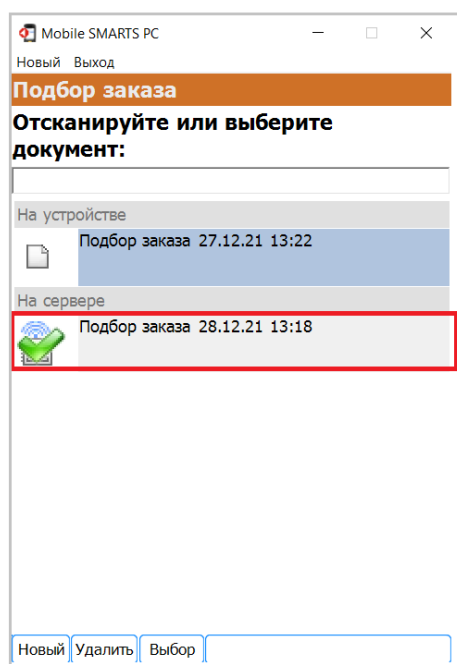 Mobile SMARTS PC
Новый Выход
Подбор заказа
Отсканируйте или выберите
документ:
На устройстве
Подбор заказа 27.12.21 13:22
На сервере
Подбор заказа 28.12.21 13:18
Новый Удалить Выбор